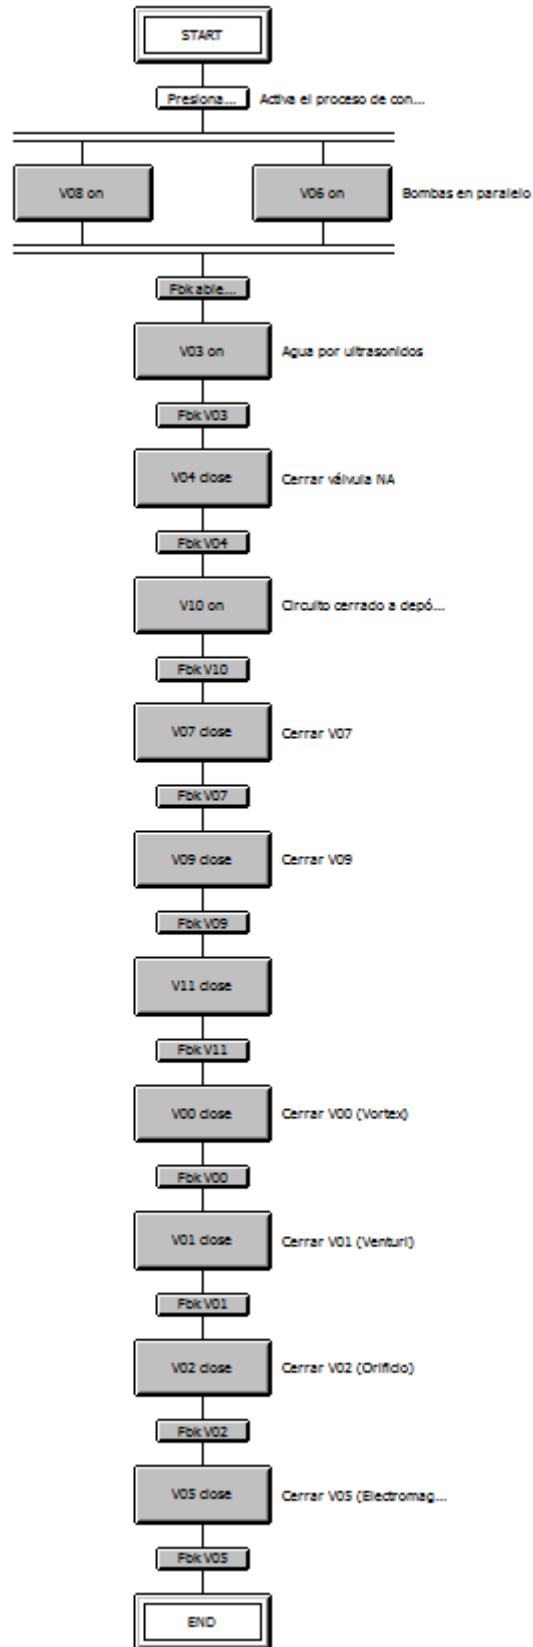 START
Presiona... Activa el proceso de con...
V08 on V06 on Bombas en paralelo
Fbk abie...
V03 on Agua por ultrasonidos
Fbk V03
V04 close Cerrar válvula NA
Fbk V04
V10 on Circuito cerrado a depó...
Fbk V10
V07 close Cerrar V07
Fbk V07
V09 close Cerrar V09
Fbk V09
V11 close
Fbk V11
V00 close Cerrar V00 (Vortex)
Fbk V00
V01 close Cerrar V01 (Venturi)
Fbk V01
V02 close Cerrar V02 (Orificio)
Fbk V02
V05 close Cerrar V05 (Electromag...
Fbk V05
END